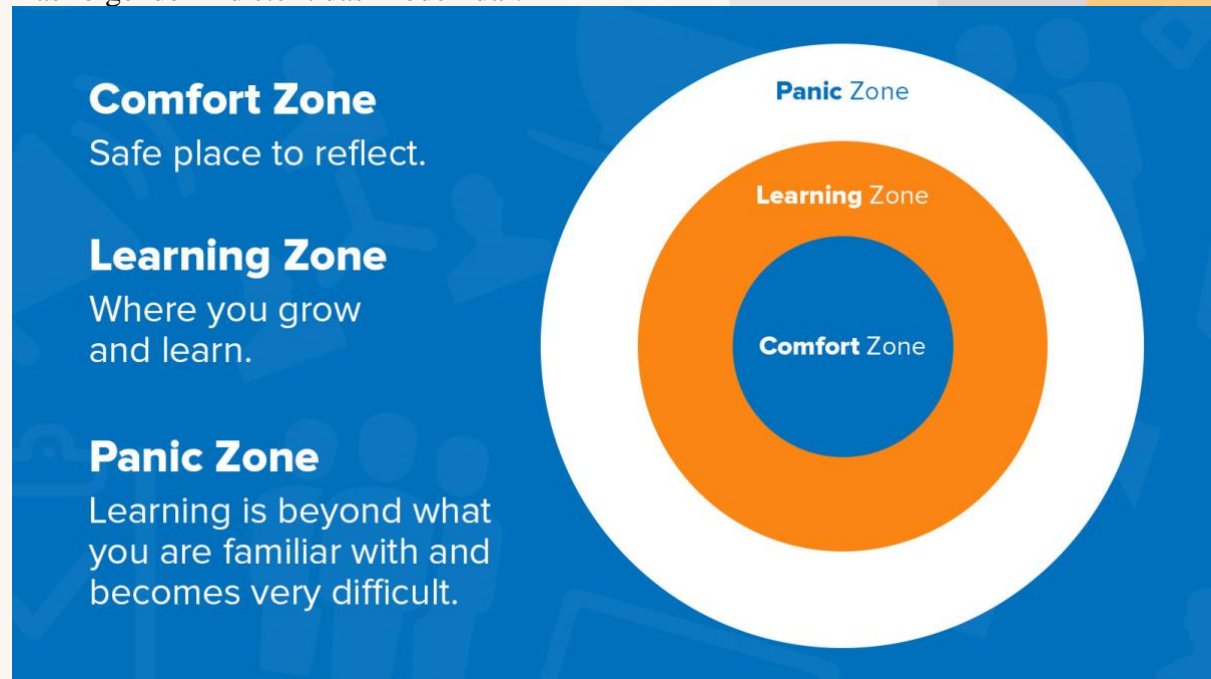 Comfort Zone
Safe place to reflect.
Learning Zone
Where you grow
and learn.
Panic Zone
Learning is beyond what
you are familiar with and
becomes very difficult.
Panic Zone
Learning Zone
Comfort Zone